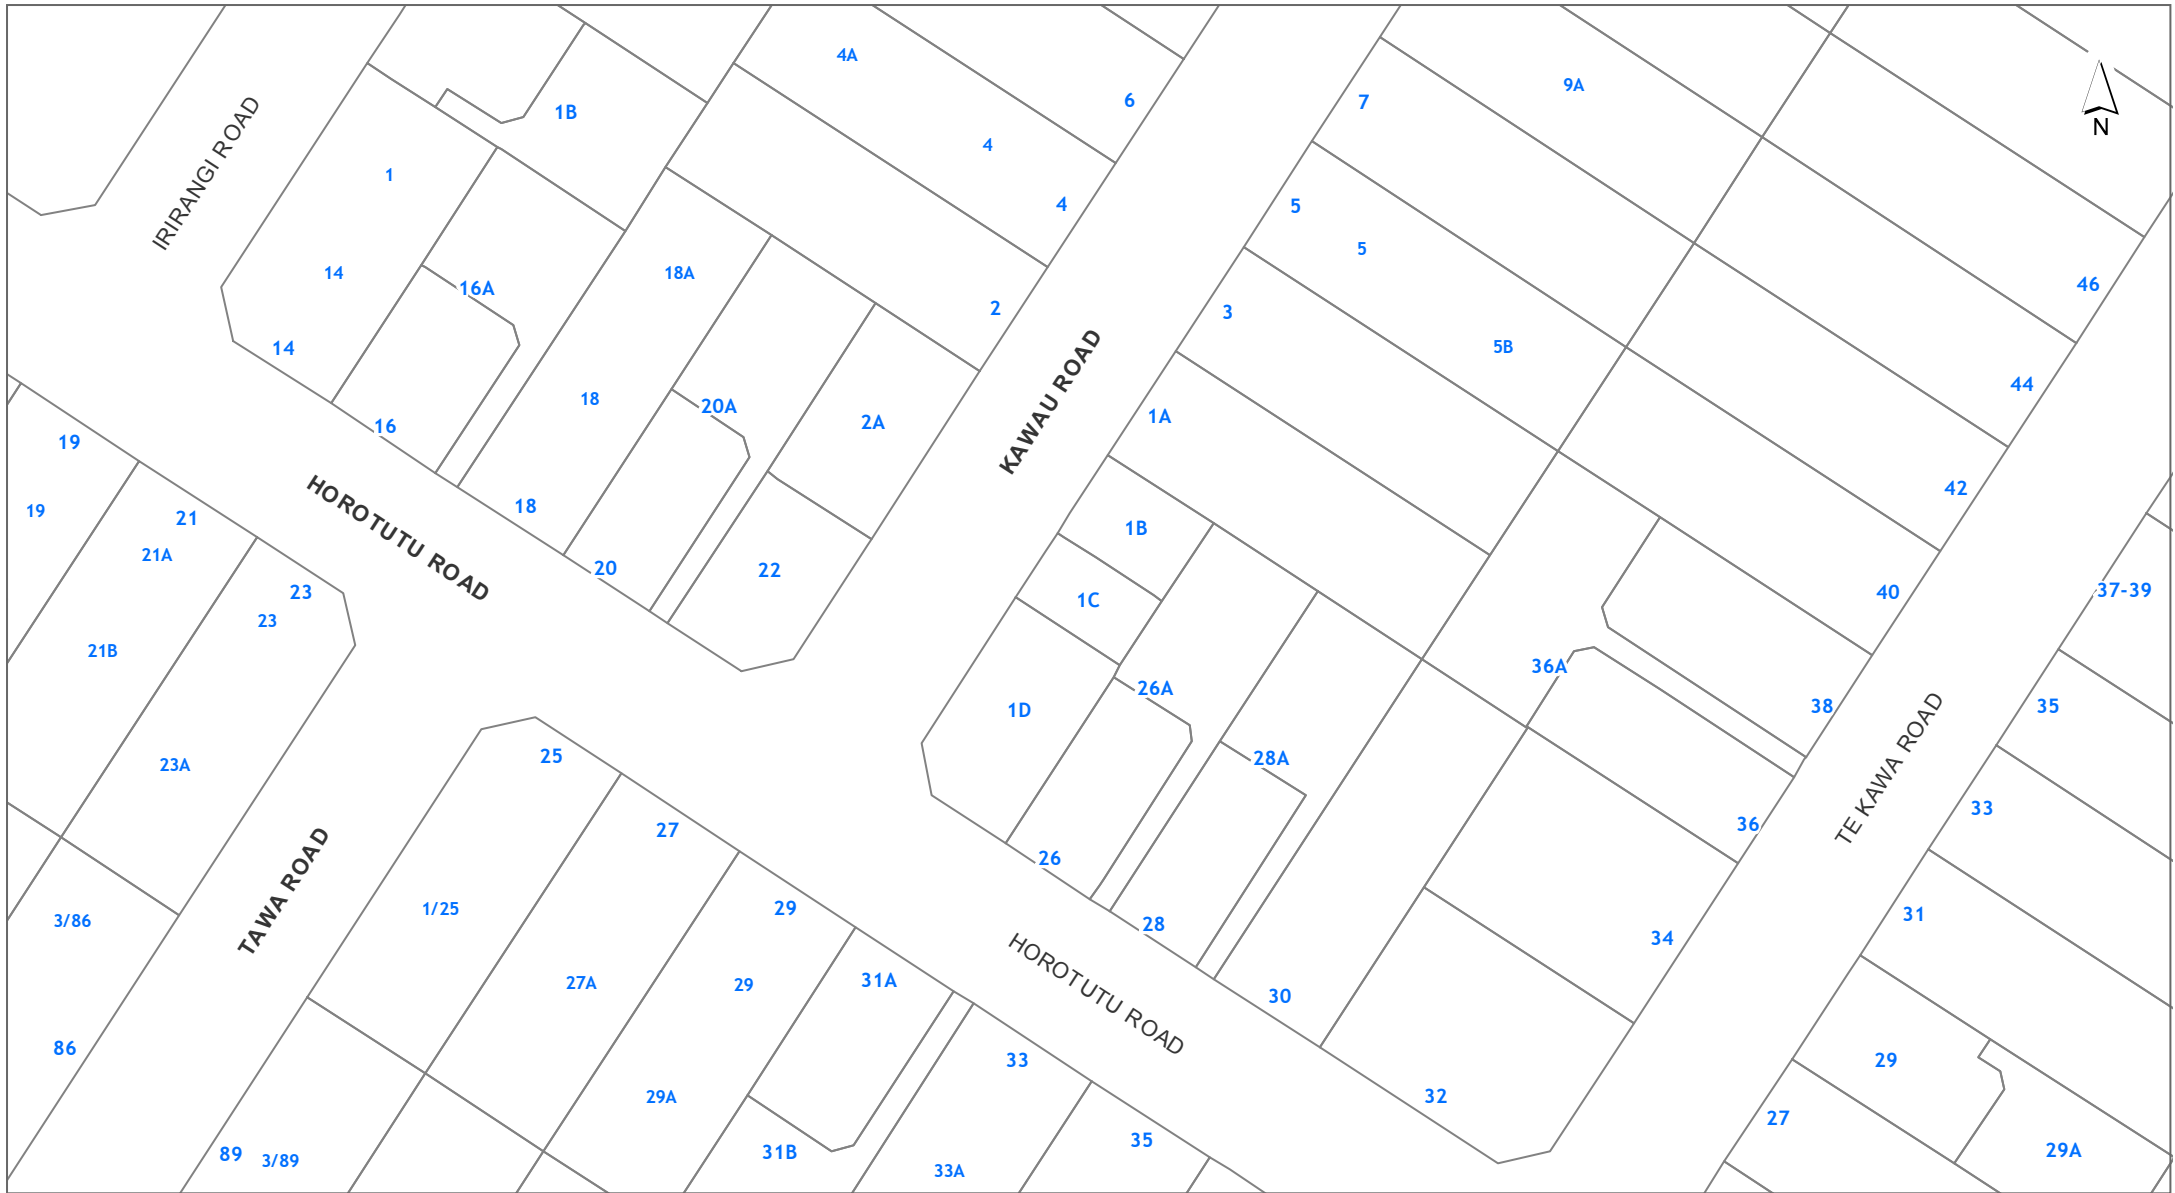 4A
9A
6
7
1B
N
4
1
4
5
5
IRIRANGI ROAD
14
18A
16A
46
2
3
14
5B
44
KAWAU ROAD
18
20A
1A
2A
16
19
42
18
19
21
1B
HOROTUTU ROAD
21A
20
22
23
40
37-39
1C
23
21B
36A
26A
38
35
1D
TE KAWA ROAD
25
28A
23A
33
36
27
26
TAWA ROAD
29
1/25
31
3/86
28
34
31A
27A
29
HOROTUTU ROAD
30
86
33
29
29A
32
27
35
31B
29A
89
3/89
33A